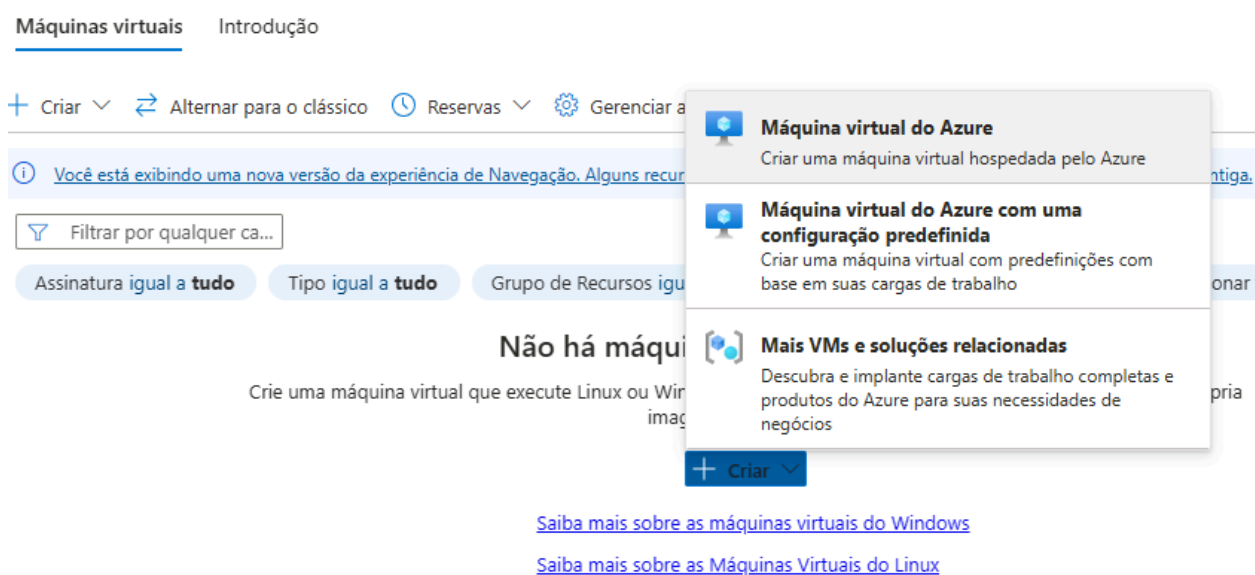 Máquinas virtuais Introdução
Criar Alternar para o clássico Reservas Gerenciar a
Você está exibindo uma nova versão da experiência de Navegação. Alguns recur ntiga.
Filtrar por qualquer ca...
Assinatura igual a tudo Tipo igual a tudo Grupo de Recursos igu onar
Não há máqui
Crie uma máquina virtual que execute Linux ou Win pria
imag
Máquina virtual do Azure
Criar uma máquina virtual hospedada pelo Azure
Máquina virtual do Azure com uma
configuração predefinida
Criar uma máquina virtual com predefinições com
base em suas cargas de trabalho
Mais VMs e soluções relacionadas
Descubra e implante cargas de trabalho completas e
produtos do Azure para suas necessidades de
negócios
Criar
Saiba mais sobre as máquinas virtuais do Windows
Saiba mais sobre as Máquinas Virtuais do Linux